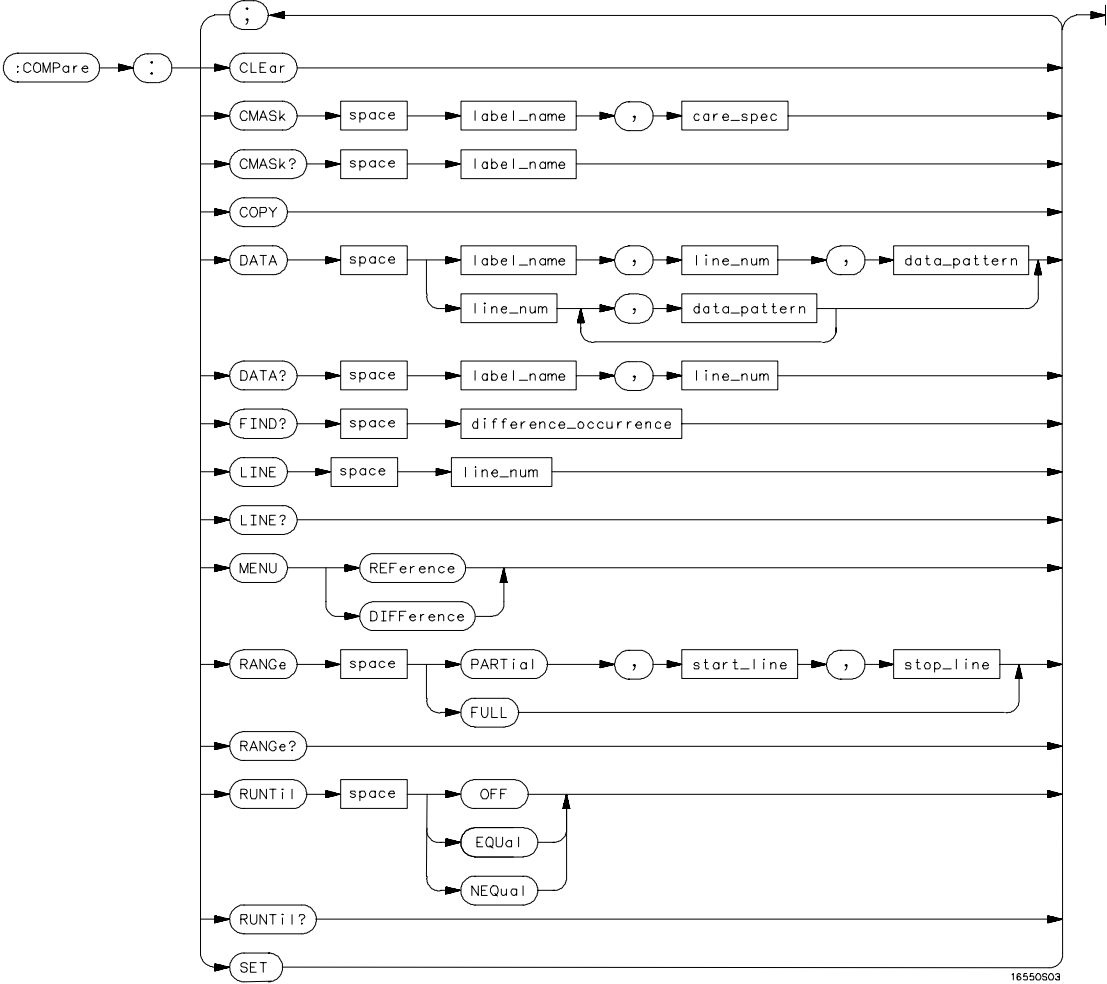 ;
:COMPare : CLEar
CMASk space label_name , care_spec
CMASk? space label_name
COPY
DATA space label_name , line_num , data_pattern
line_num , data_pattern
DATA? space label_name , line_num
FIND? space difference_occurrence
LINE space line_num
LINE?
MENU REFerence
DIFFerence
RANGe space PARTial , start_line , stop_line
FULL
RANGe?
RUNTil space OFF
EQUal
NEQual
RUNTil?
SET
16550S03